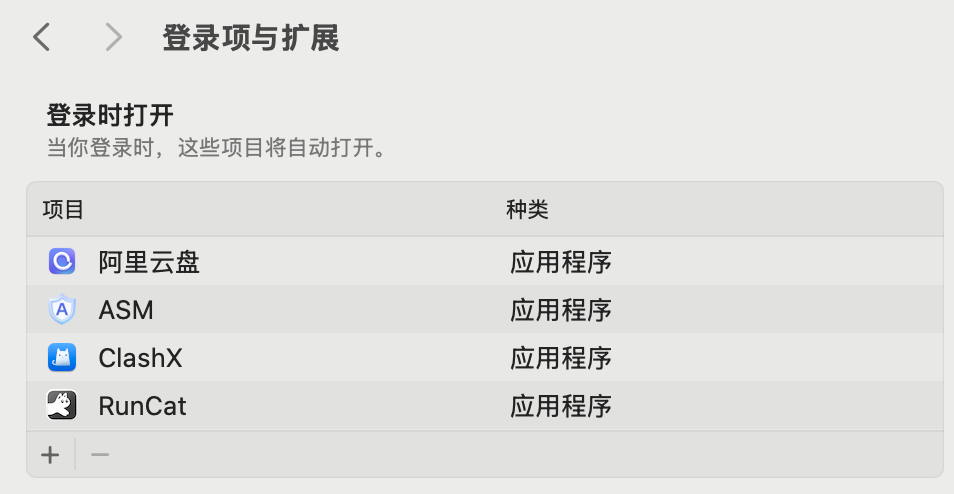 登录项与扩展
登录时打开
当你登录时，这些项目将自动打开。
项目 种类
阿里云盘 应用程序
A ASM 应用程序
ClashX 应用程序
RunCat 应用程序